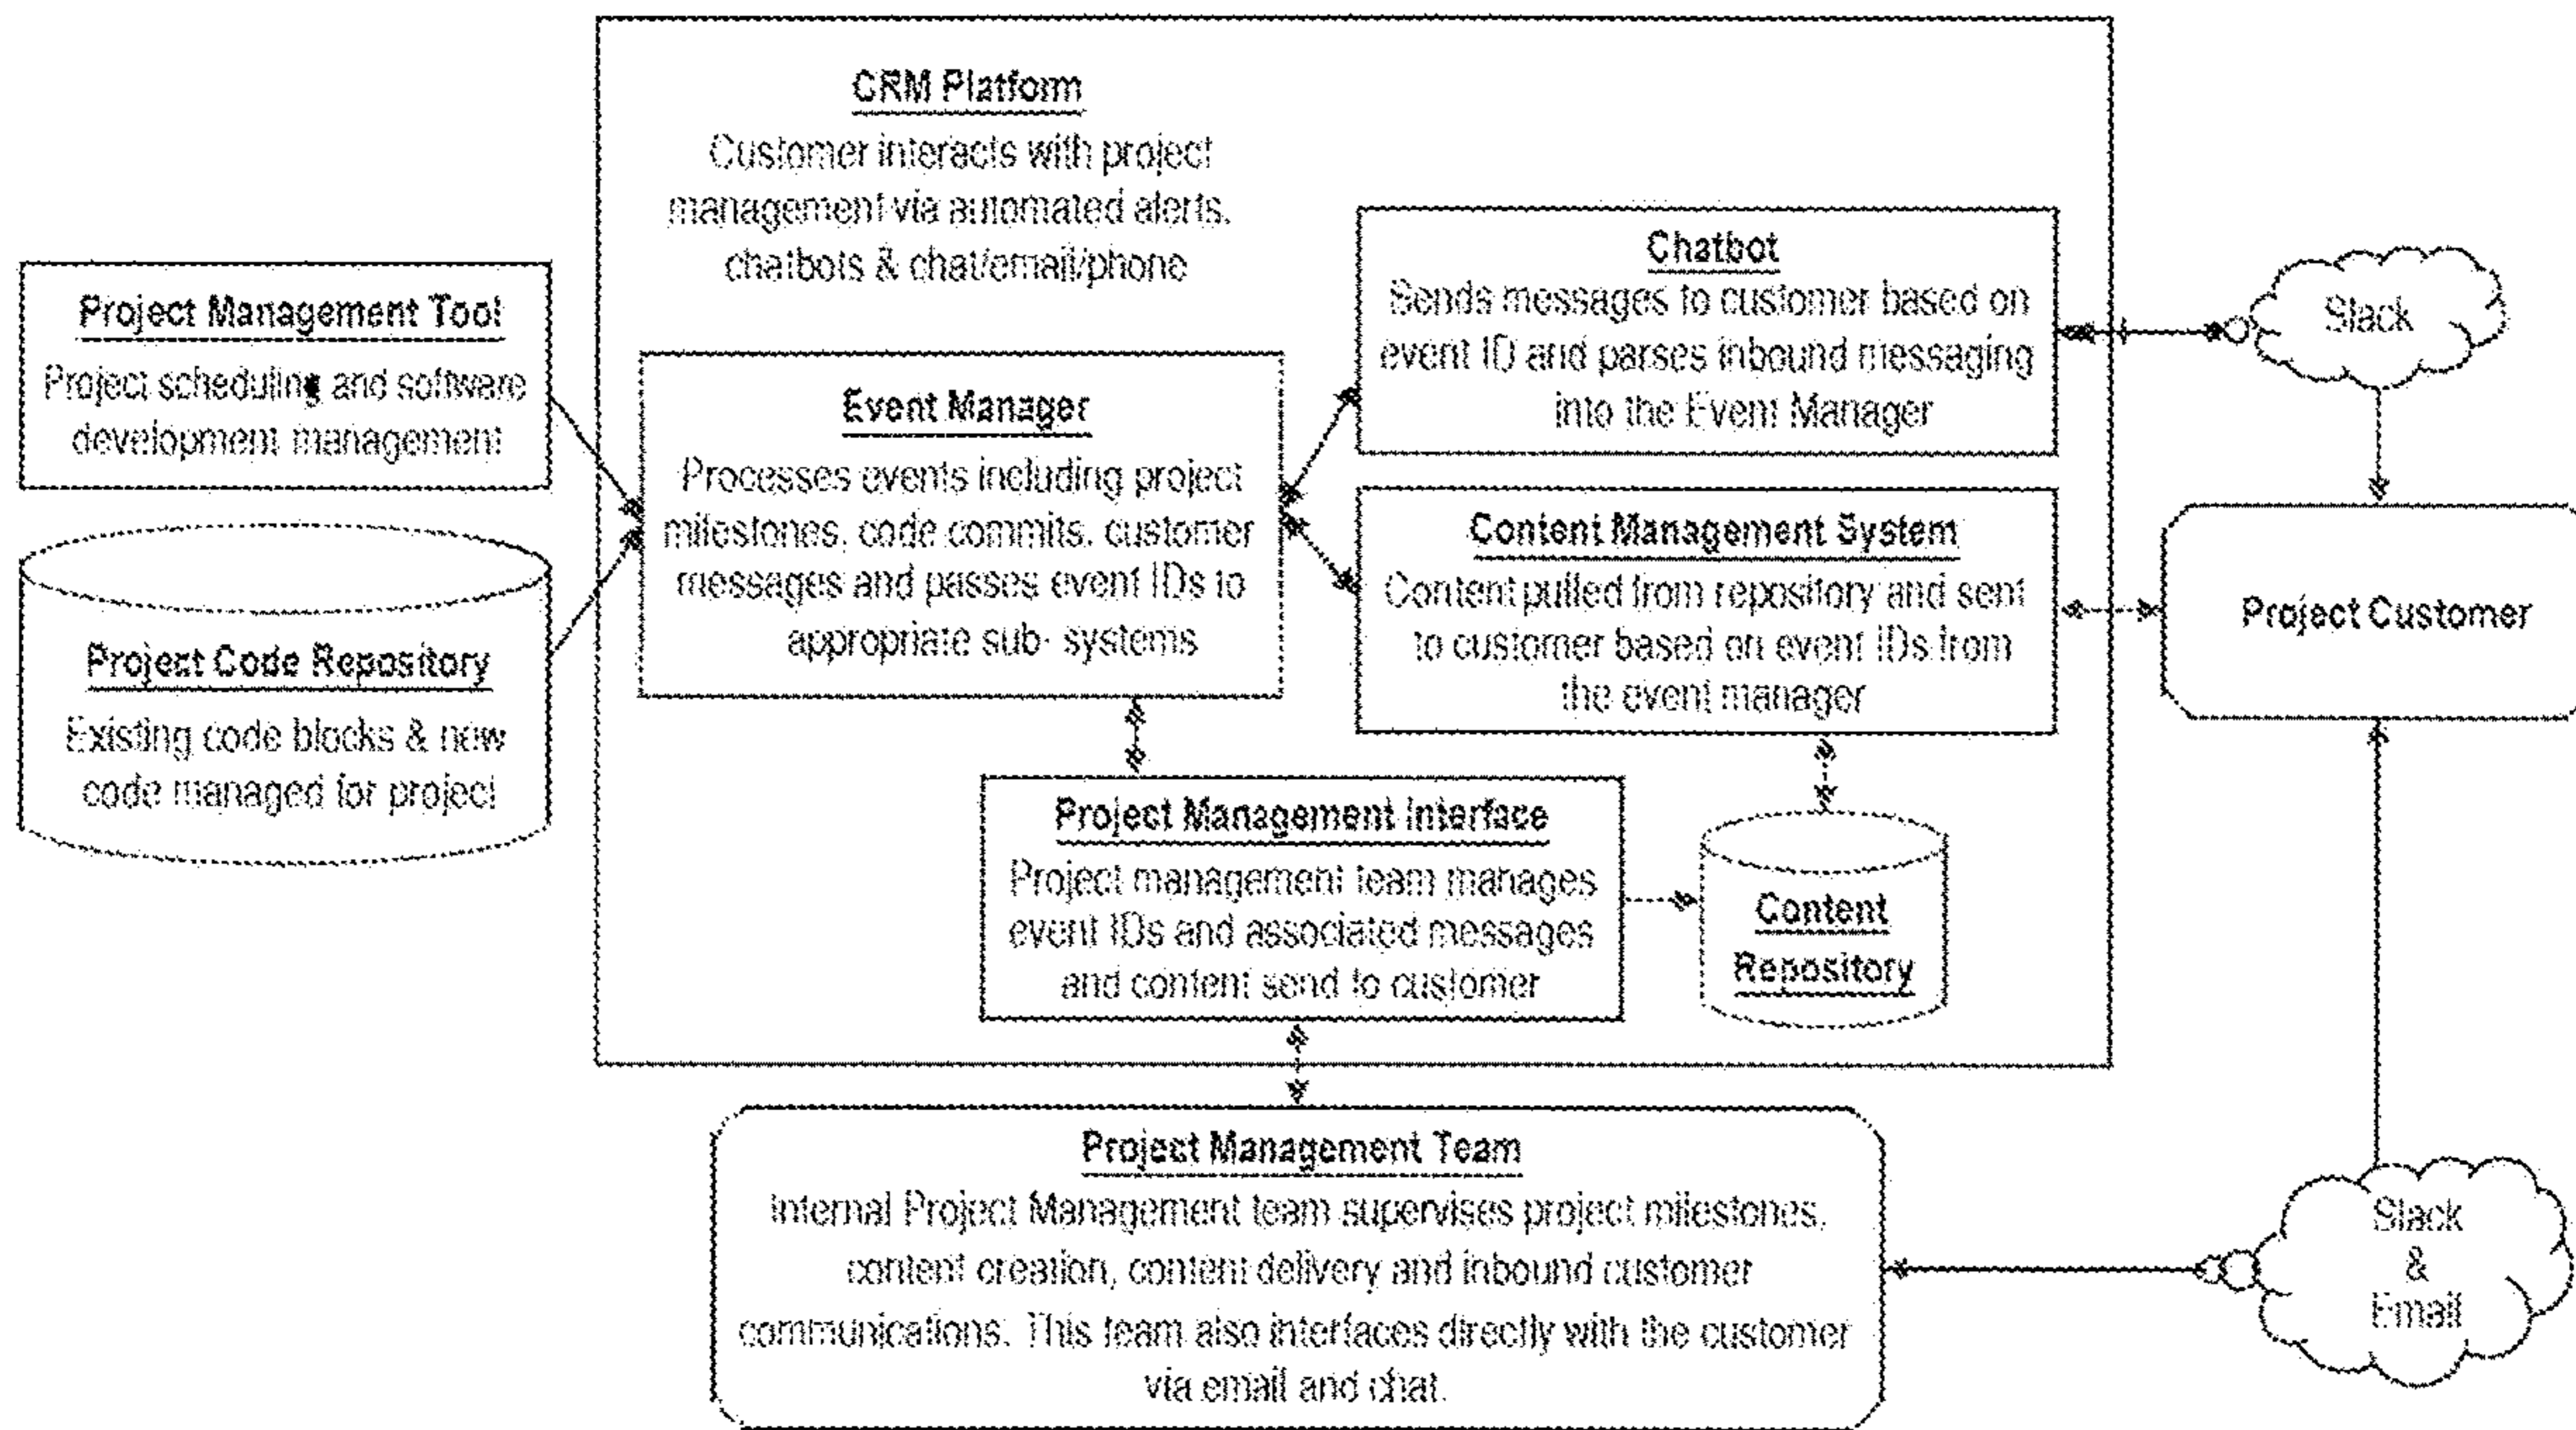 CRM Platform
Customer interacts with project
management via automated alerts,
chatbots & chat/email/phone
Project Management Tool
Project scheduling and software
development management
Project Code Repository
Existing code blocks & new
code managed for project
Event Manager
Processes events including project
milestones, code commits, customer
messages and passes event IDs to
appropriate sub- systems
Chatbot
Sends messages to customer based on
event ID and parses inbound messaging
into the Event Manager
Content Management System
Content pulled from repository and sent
to customer based on event IDs from
the event manager
Slack
Project Customer
Project Management Interface
Project management team manages
event IDs and associated messages
and content send to customer
Content
Repository
Project Management Team
Internal Project Management team supervises project milestones,
content creation, content delivery and inbound customer
communications. This team also interfaces directly with the customer
via email and chat.
Slack
&
Email